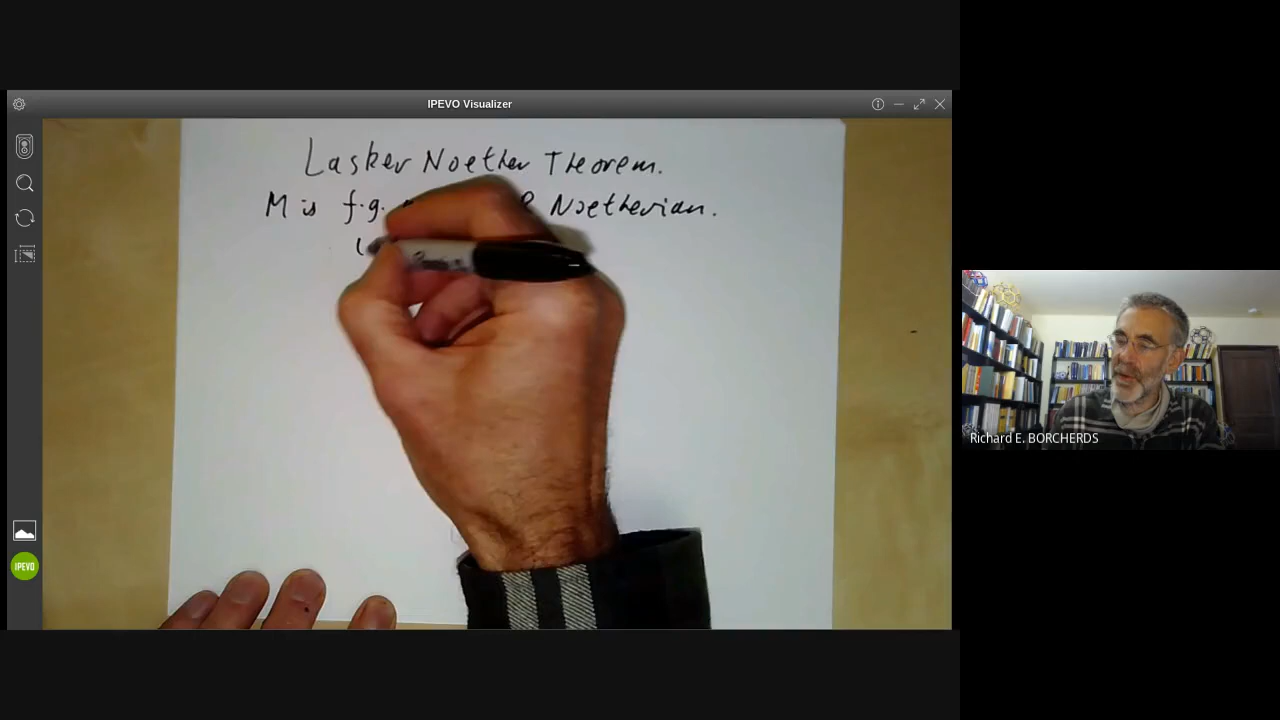 IPEVO Visualizer
Lasker Noether Theorem.
M is f.g. R Noetherian.
Richard E. BORCHERDS
IPEVO